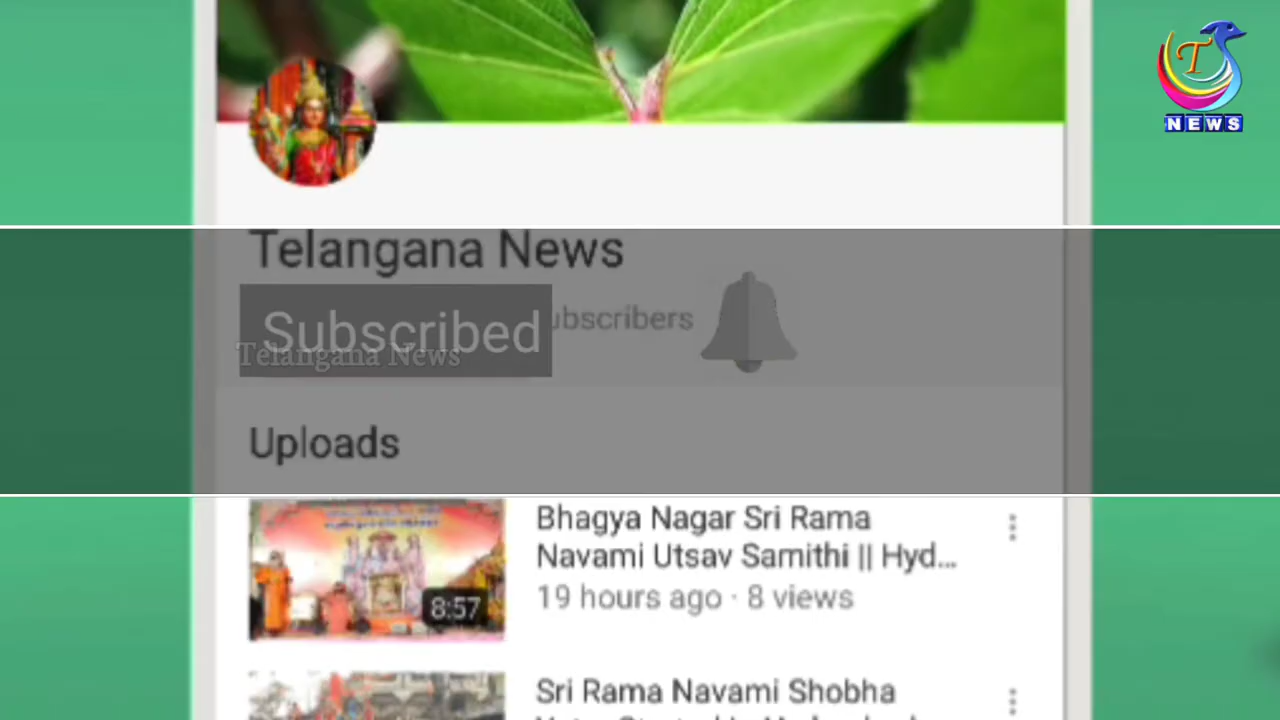 T
NEWS
Telangana News
Subscribed
ubscribers
Telangana News
Uploads
Bhagya Nagar Sri Rama
Navami Utsav Samithi || Hyd...
8:57
19 hours ago · 8 views
Sri Rama Navami Shobha